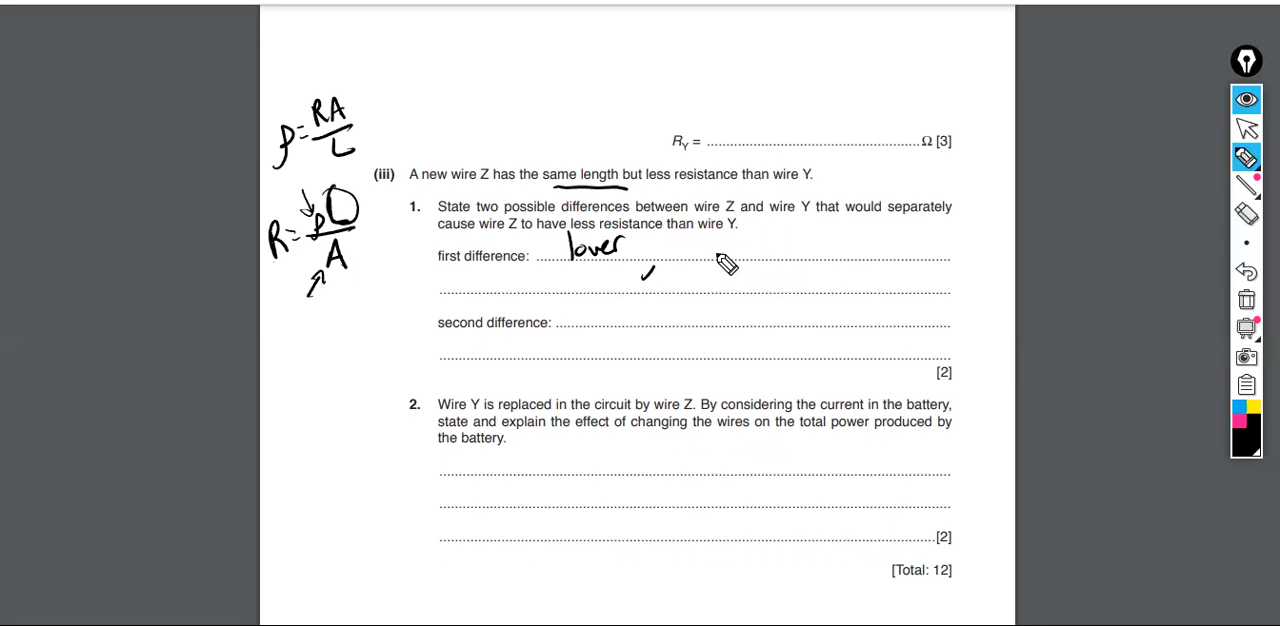 ρ = RA / L
R_Y = ........................................ Ω [3]
(iii) A new wire Z has the same length but less resistance than wire Y.
R = ρL / A
1. State two possible differences between wire Z and wire Y that would separately
cause wire Z to have less resistance than wire Y.
first difference: ........ lower ........................................
................................................................................
second difference: ................................................................
................................................................................
[2]
2. Wire Y is replaced in the circuit by wire Z. By considering the current in the battery,
state and explain the effect of changing the wires on the total power produced by
the battery.
................................................................................
................................................................................
................................................................................[2]
[Total: 12]